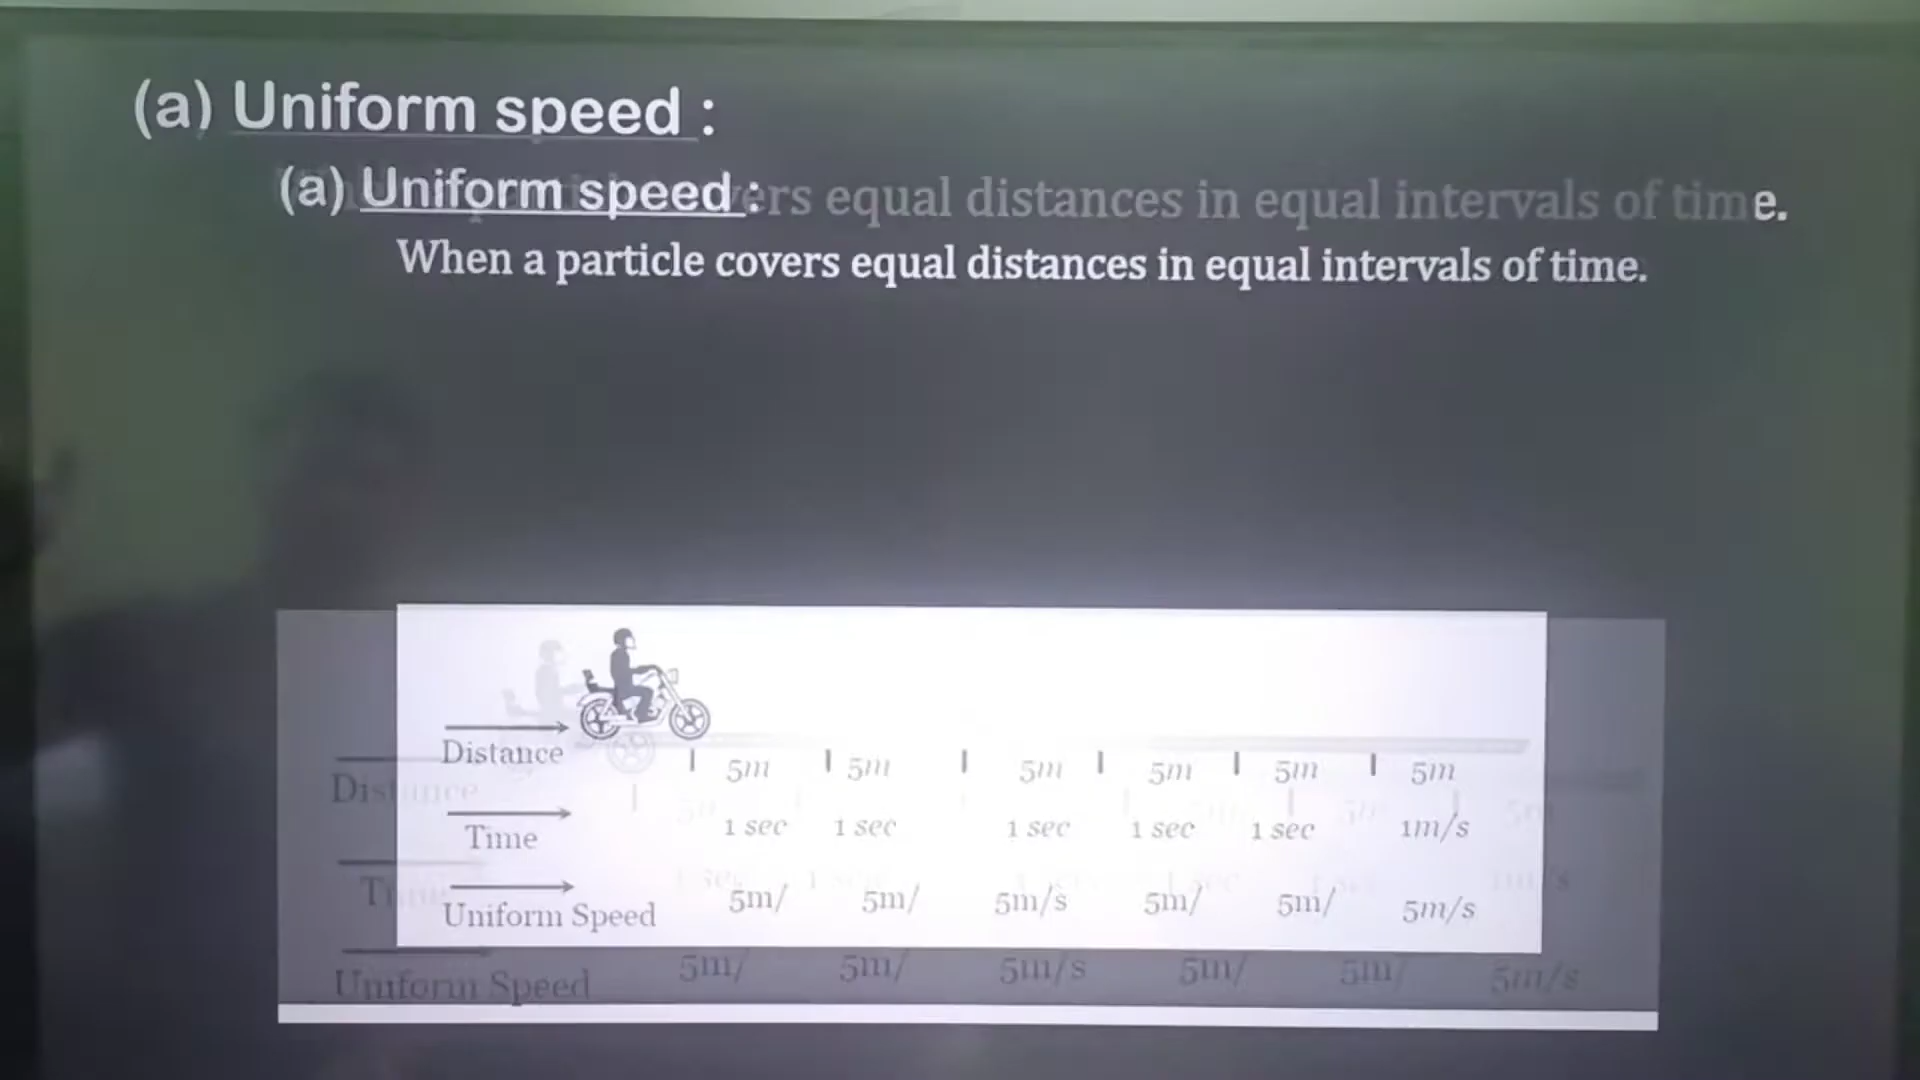 (a) Uniform speed :
(a) Uniform speed :
ers equal distances in equal intervals of time.
When a particle covers equal distances in equal intervals of time.
Distance
5m 5m 5m 5m 5m 5m
Distance
1 sec 1 sec 1 sec 1 sec 1 sec 1m/s
Time
5m/ 5m/ 5m/s 5m/ 5m/ 5m/s
Uniform Speed
5m/ 5m/ 5m/s 5m/ 5m/ 5m/s
Uniform Speed